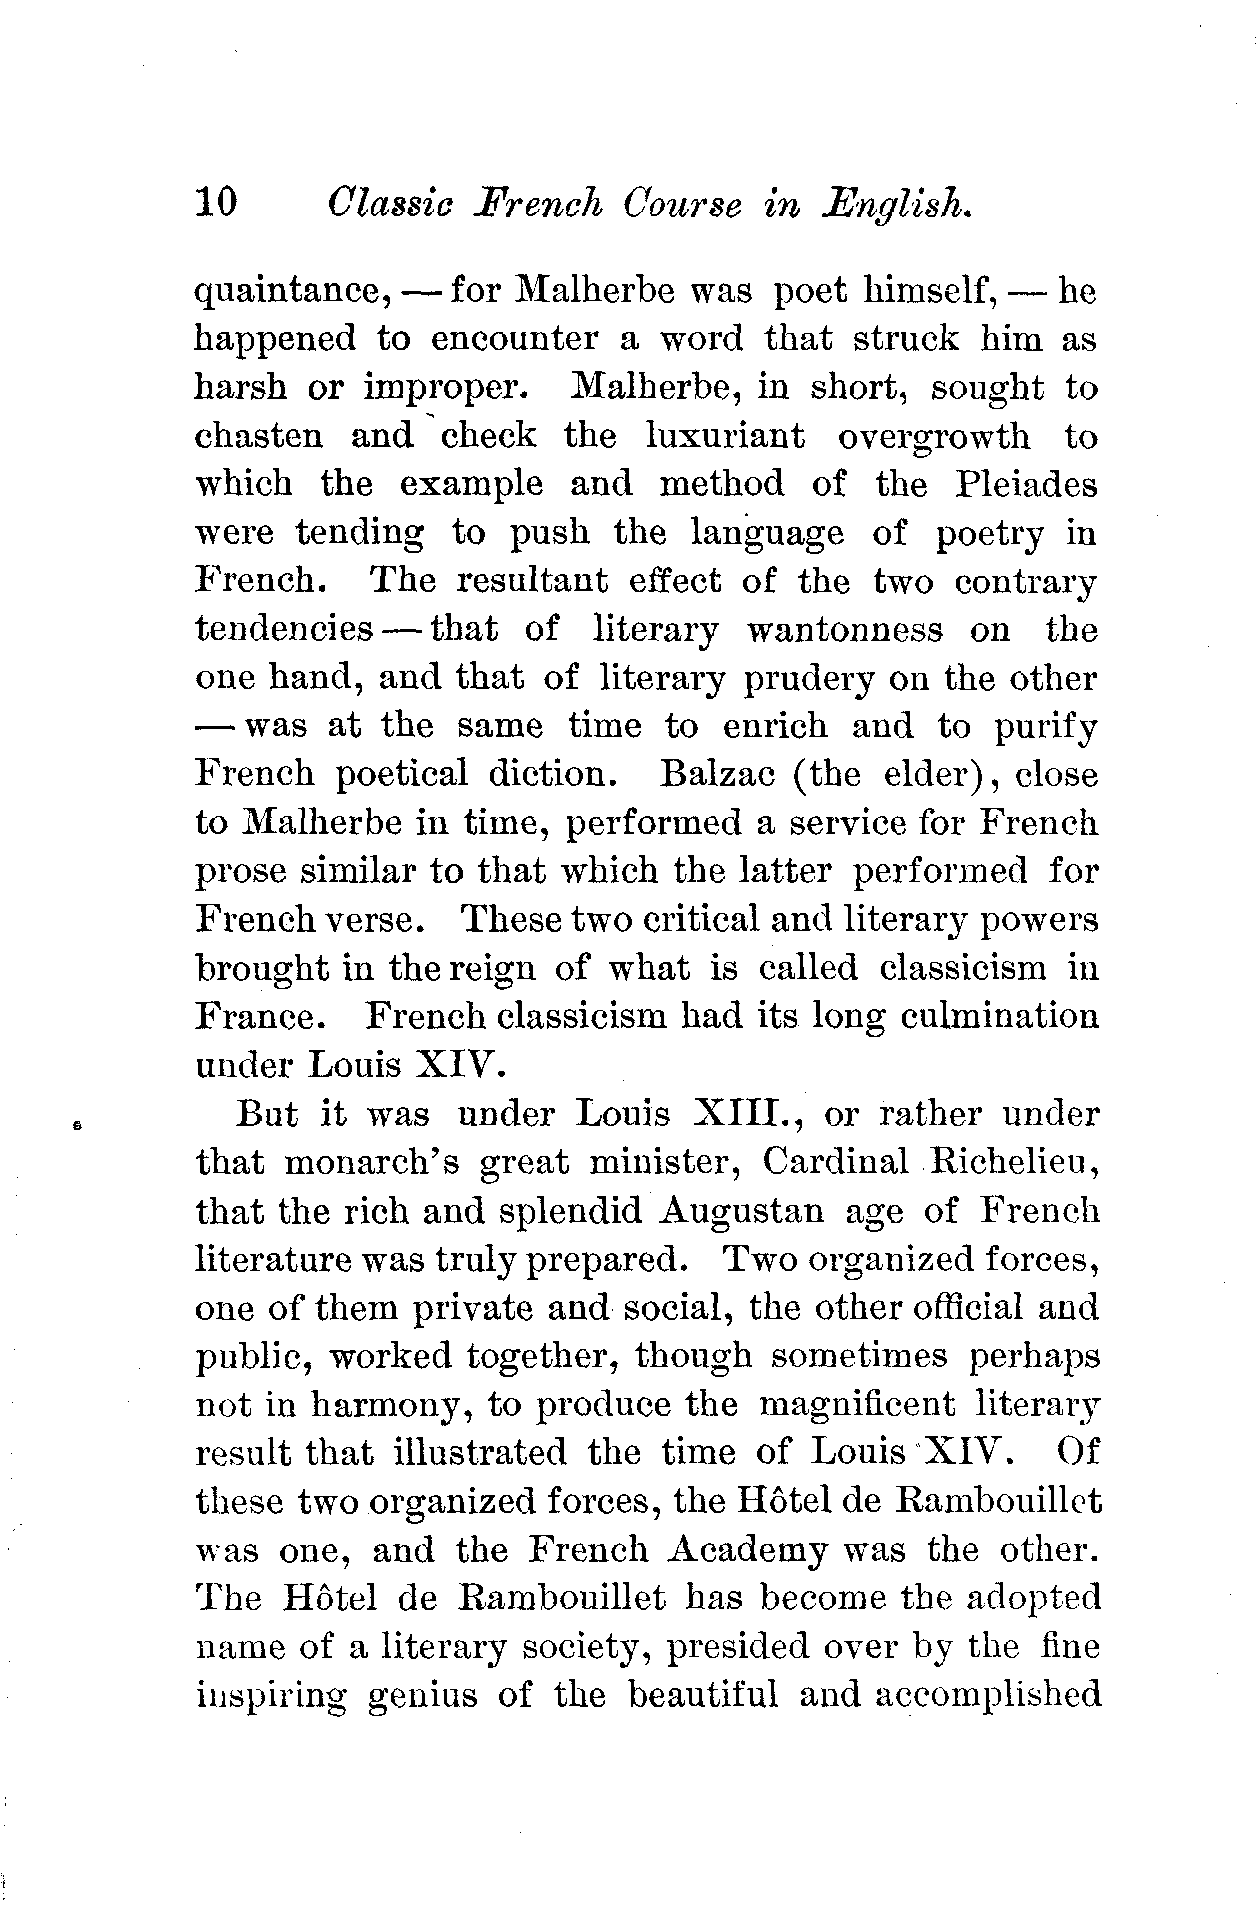 10 Classic French Course in English.
quaintance, — for Malherbe was poet himself, — he
happened to encounter a word that struck him as
harsh or improper. Malherbe, in short, sought to
chasten and check the luxuriant overgrowth to
which the example and method of the Pleiades
were tending to push the language of poetry in
French. The resultant effect of the two contrary
tendencies — that of literary wantonness on the
one hand, and that of literary prudery on the other
— was at the same time to enrich and to purify
French poetical diction. Balzac (the elder), close
to Malherbe in time, performed a service for French
prose similar to that which the latter performed for
French verse. These two critical and literary powers
brought in the reign of what is called classicism in
France. French classicism had its long culmination
under Louis XIV.
But it was under Louis XIII., or rather under
that monarch's great minister, Cardinal Richelieu,
that the rich and splendid Augustan age of French
literature was truly prepared. Two organized forces,
one of them private and social, the other official and
public, worked together, though sometimes perhaps
not in harmony, to produce the magnificent literary
result that illustrated the time of Louis XIV. Of
these two organized forces, the Hôtel de Rambouillet
was one, and the French Academy was the other.
The Hôtel de Rambouillet has become the adopted
name of a literary society, presided over by the fine
inspiring genius of the beautiful and accomplished